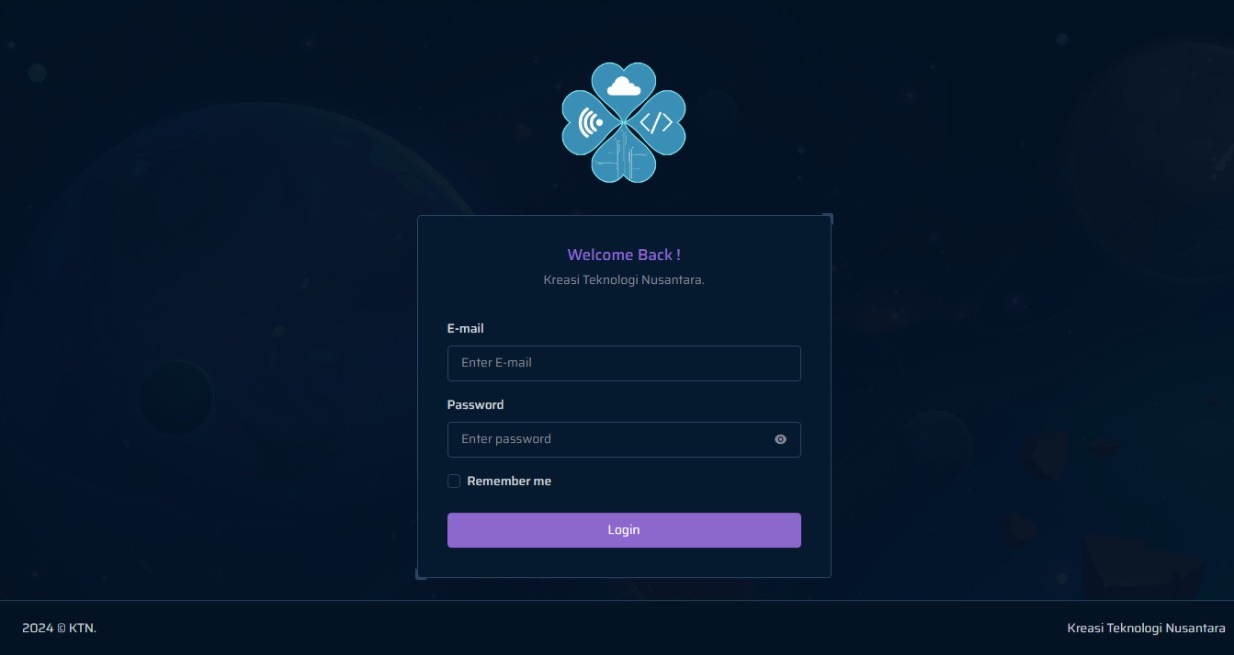 Welcome Back !
Kreasi Teknologi Nusantara.
E-mail
Enter E-mail
Password
Enter password
Remember me
Login
2024 © KTN.
Kreasi Teknologi Nusantara